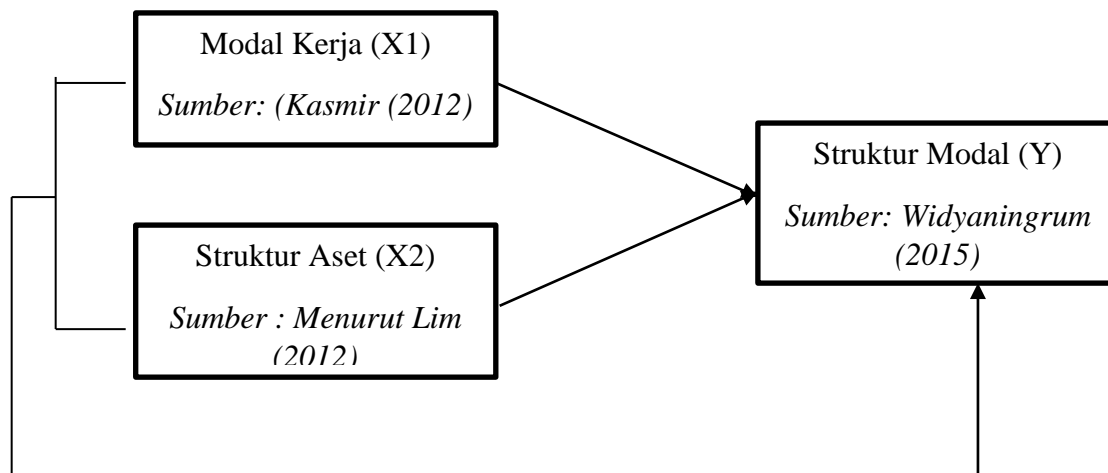 Modal Kerja (X1)
Sumber: (Kasmir (2012)
Struktur Aset (X2)
Sumber : Menurut Lim
(2012)
Struktur Modal (Y)
Sumber: Widyaningrum
(2015)